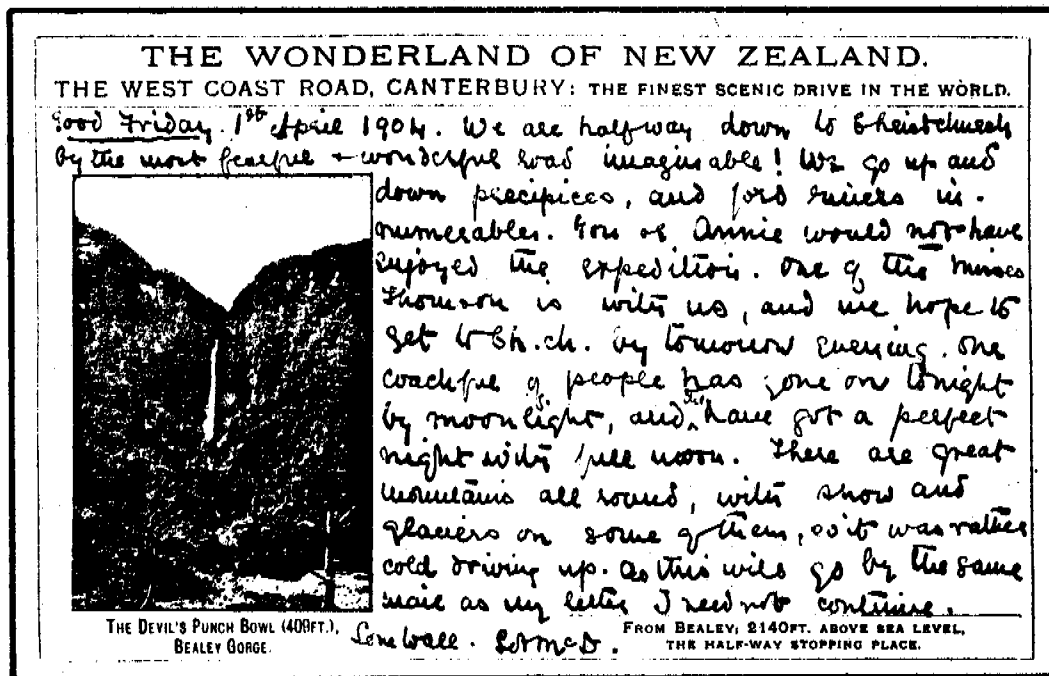 THE WONDERLAND OF NEW ZEALAND.
THE WEST COAST ROAD, CANTERBURY: THE FINEST SCENIC DRIVE IN THE WORLD.
Good Friday. 1st April 1904. We are halfway down to Christchurch
by the most fearful + wonderful road imaginable! We go up and
down precipices, and ford rivers in-
numerables. You or Annie would not have
enjoyed the expedition. One of the Misses
Thomson is with us, and we hope to
get to Ch.ch. by tomorrow evening. One
coachful of people has gone on tonight
by moonlight, and have got a perfect
night with full moon. There are great
mountains all round, with snow and
glaciers on some of them, so it was rather
cold driving up. As this will go by the same
mail as my letter I need not continue.
THE DEVIL'S PUNCH BOWL (409FT.),
BEALEY GORGE.
FROM BEALEY; 2140FT. ABOVE SEA LEVEL,
THE HALF-WAY STOPPING PLACE.